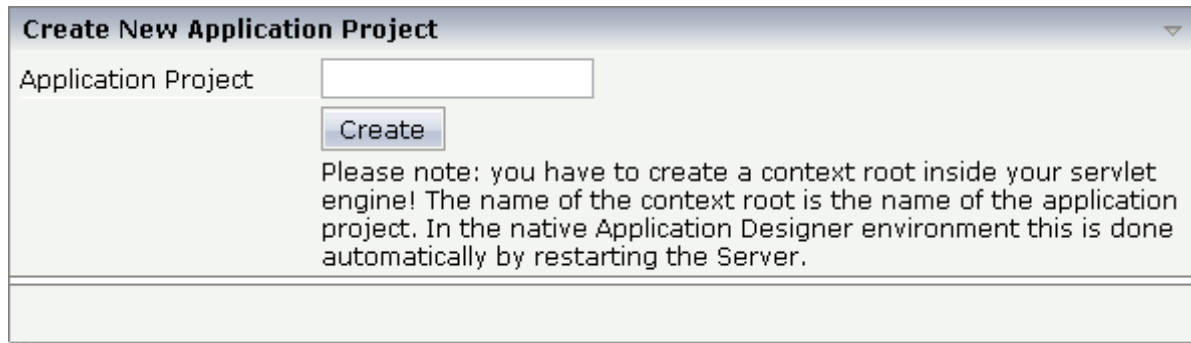 Create New Application Project
Application Project
Create
Please note: you have to create a context root inside your servlet
engine! The name of the context root is the name of the application
project. In the native Application Designer environment this is done
automatically by restarting the Server.